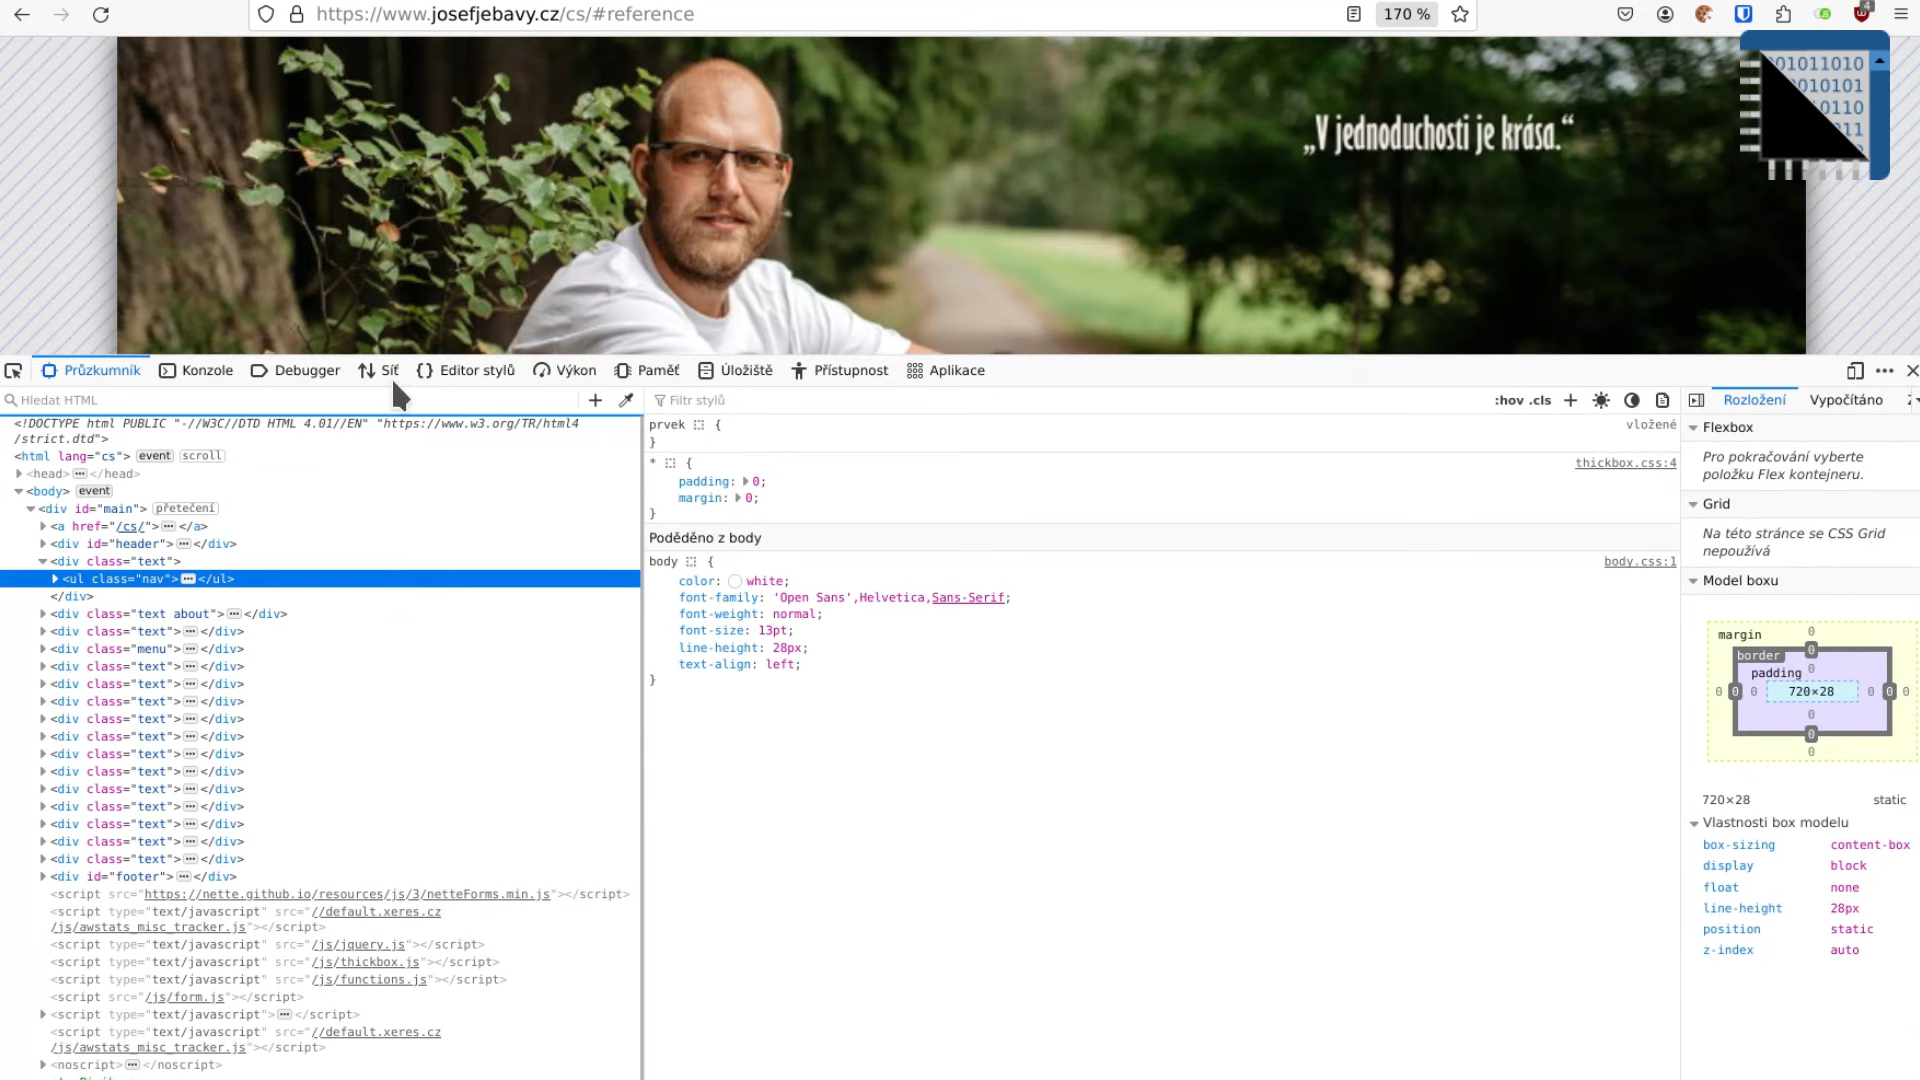 https://www.josefjebavy.cz/cs/#reference
170 %
4
„V jednoduchosti je krása.“
Průzkumník
Konzole
Debugger
Síť
Editor stylů
Výkon
Paměť
Úložiště
Přístupnost
Aplikace
Hledat HTML
<!DOCTYPE html PUBLIC "-//W3C//DTD HTML 4.01//EN" "https://www.w3.org/TR/html4
/strict.dtd">
<html lang="cs"> event scroll
<head> ⋯ </head>
<body> event
<div id="main"> přetečení
<a href="/cs/"> ⋯ </a>
<div id="header"> ⋯ </div>
<div class="text">
<ul class="nav"> ⋯ </ul>
</div>
<div class="text about"> ⋯ </div>
<div class="text"> ⋯ </div>
<div class="menu"> ⋯ </div>
<div class="text"> ⋯ </div>
<div class="text"> ⋯ </div>
<div class="text"> ⋯ </div>
<div class="text"> ⋯ </div>
<div class="text"> ⋯ </div>
<div class="text"> ⋯ </div>
<div class="text"> ⋯ </div>
<div class="text"> ⋯ </div>
<div class="text"> ⋯ </div>
<div class="text"> ⋯ </div>
<div class="text"> ⋯ </div>
<div class="text"> ⋯ </div>
<div id="footer"> ⋯ </div>
<script src="https://nette.github.io/resources/js/3/netteForms.min.js"></script>
<script type="text/javascript" src="//default.xeres.cz
/js/awstats_misc_tracker.js"></script>
<script type="text/javascript" src="/js/jquery.js"></script>
<script type="text/javascript" src="/js/thickbox.js"></script>
<script type="text/javascript" src="/js/functions.js"></script>
<script src="/js/form.js"></script>
<script type="text/javascript"> ⋯ </script>
<script type="text/javascript" src="//default.xeres.cz
/js/awstats_misc_tracker.js"></script>
<noscript> ⋯ </noscript>
Filtr stylů
:hov .cls
prvek {
vložené
}
* {
thickbox.css:4
padding: 0;
margin: 0;
}
Poděděno z body
body {
body.css:1
color: white;
font-family: 'Open Sans',Helvetica,Sans-Serif;
font-weight: normal;
font-size: 13pt;
line-height: 28px;
text-align: left;
}
Rozložení
Vypočítáno
Flexbox
Pro pokračování vyberte
položku Flex kontejneru.
Grid
Na této stránce se CSS Grid
nepoužívá
Model boxu
margin 0
border 0
padding 0
0 0 0 720×28 0 0 0
0
0
0
720×28 static
Vlastnosti box modelu
box-sizing content-box
display block
float none
line-height 28px
position static
z-index auto